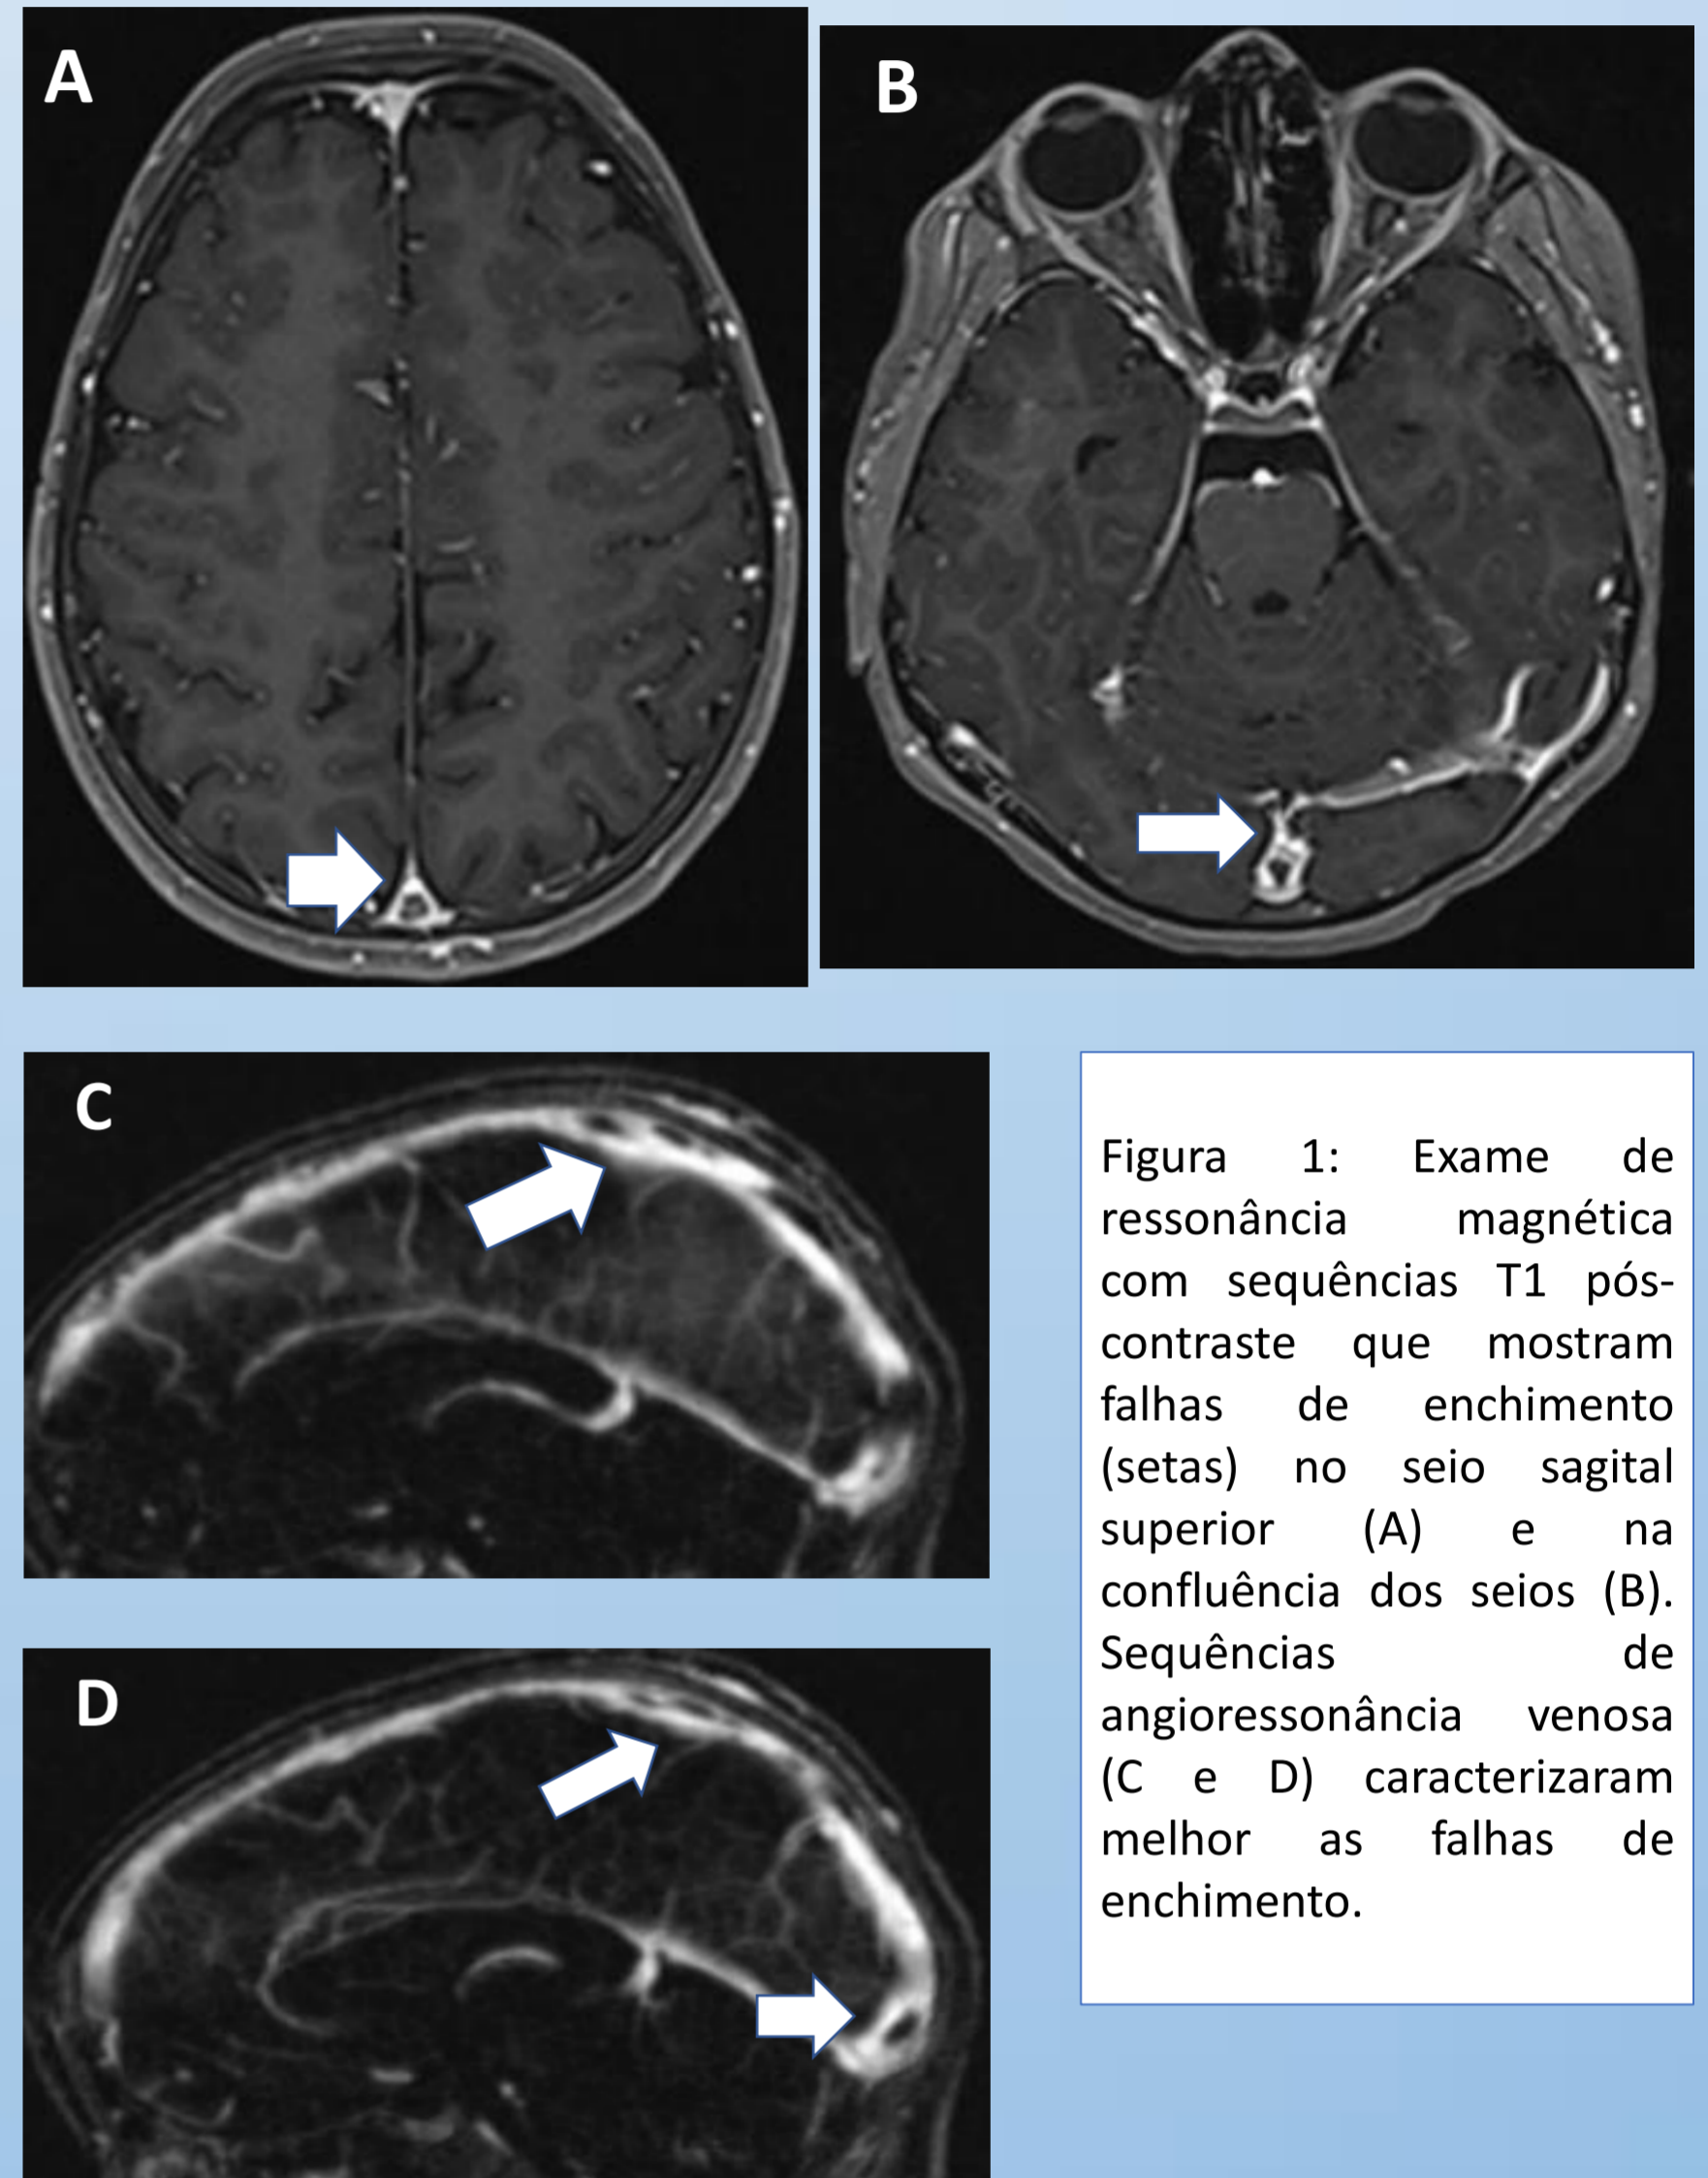 A
B
C
D
Figura 1: Exame de
ressonância magnética
com sequências T1 pós-
contraste que mostram
falhas de enchimento
(setas) no seio sagital
superior (A) e na
confluência dos seios (B).
Sequências de
angioressonância venosa
(C e D) caracterizaram
melhor as falhas de
enchimento.